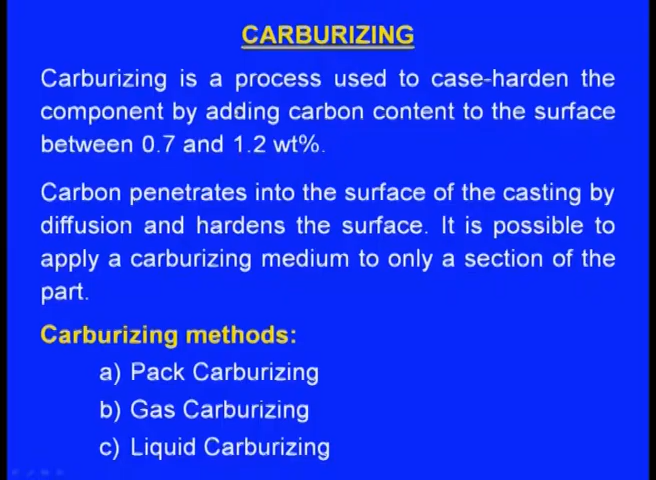 CARBURIZING
Carburizing is a process used to case-harden the
component by adding carbon content to the surface
between 0.7 and 1.2 wt%.
Carbon penetrates into the surface of the casting by
diffusion and hardens the surface. It is possible to
apply a carburizing medium to only a section of the
part.
Carburizing methods:
a) Pack Carburizing
b) Gas Carburizing
c) Liquid Carburizing